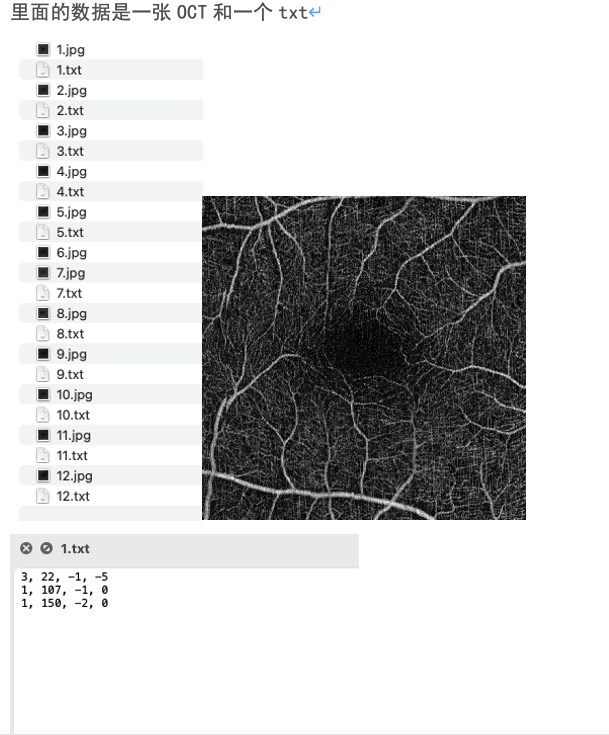 里面的数据是一张 OCT 和一个 txt↵
1.jpg
1.txt
2.jpg
2.txt
3.jpg
3.txt
4.jpg
4.txt
5.jpg
5.txt
6.jpg
7.jpg
7.txt
8.jpg
8.txt
9.jpg
9.txt
10.jpg
10.txt
11.jpg
11.txt
12.jpg
12.txt
1.txt
3, 22, -1, -5
1, 107, -1, 0
1, 150, -2, 0